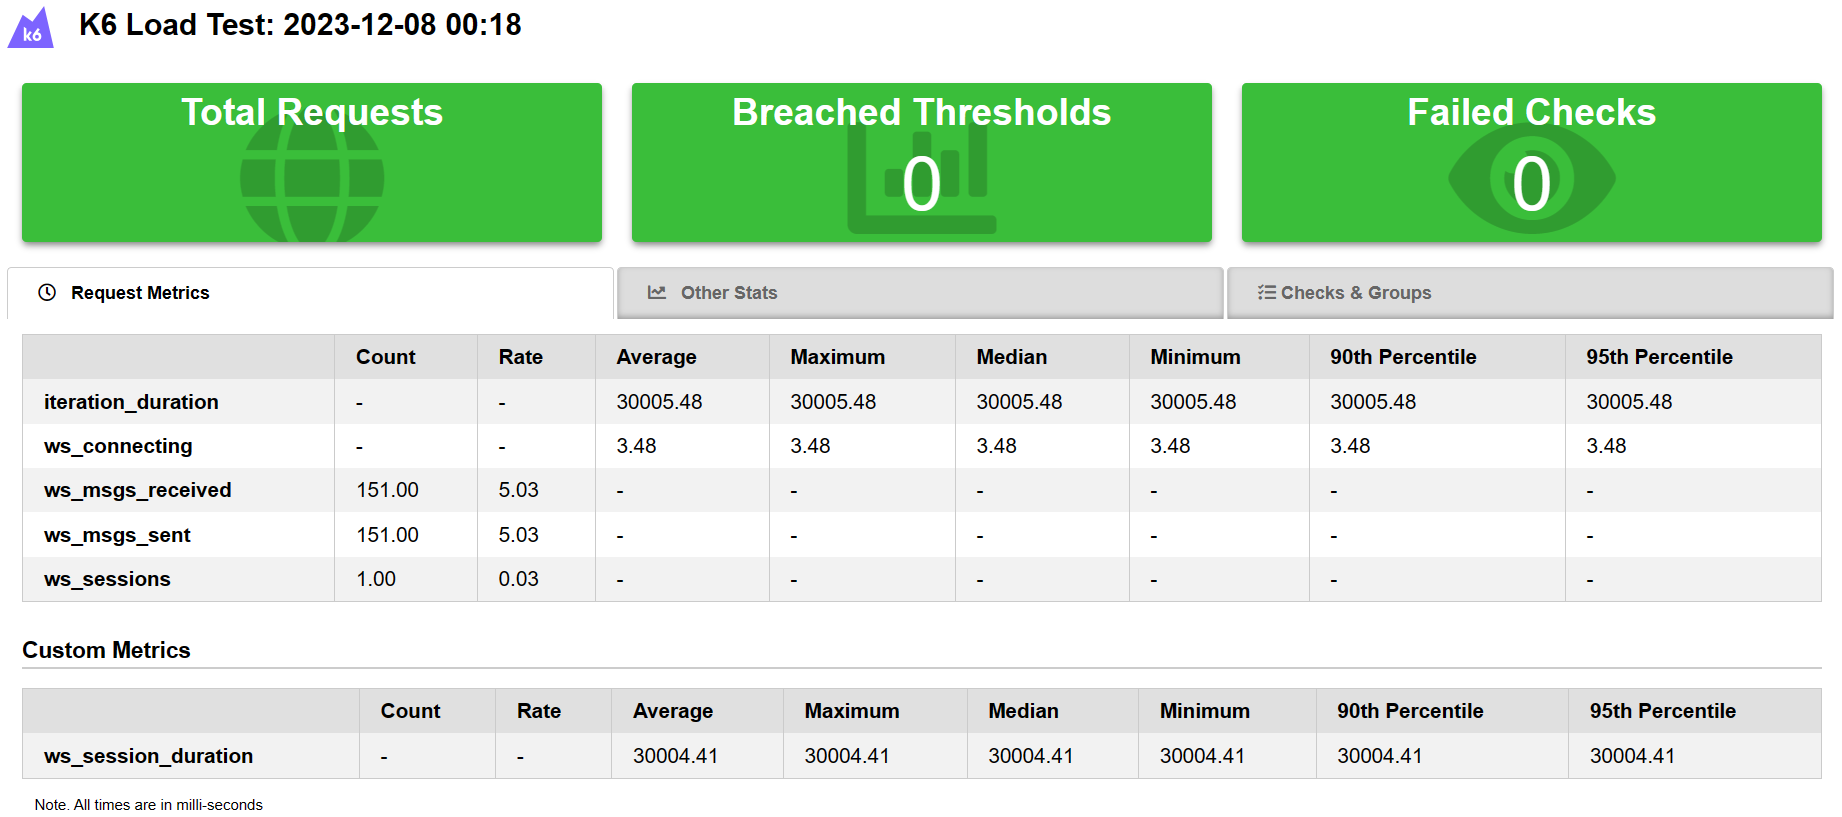 k6 K6 Load Test: 2023-12-08 00:18
Total Requests Breached Thresholds Failed Checks
0 0
Request Metrics Other Stats Checks & Groups
Count Rate Average Maximum Median Minimum 90th Percentile 95th Percentile
iteration_duration - - 30005.48 30005.48 30005.48 30005.48 30005.48 30005.48
ws_connecting - - 3.48 3.48 3.48 3.48 3.48 3.48
ws_msgs_received 151.00 5.03 - - - - - -
ws_msgs_sent 151.00 5.03 - - - - - -
ws_sessions 1.00 0.03 - - - - - -
Custom Metrics
Count Rate Average Maximum Median Minimum 90th Percentile 95th Percentile
ws_session_duration - - 30004.41 30004.41 30004.41 30004.41 30004.41 30004.41
Note. All times are in milli-seconds